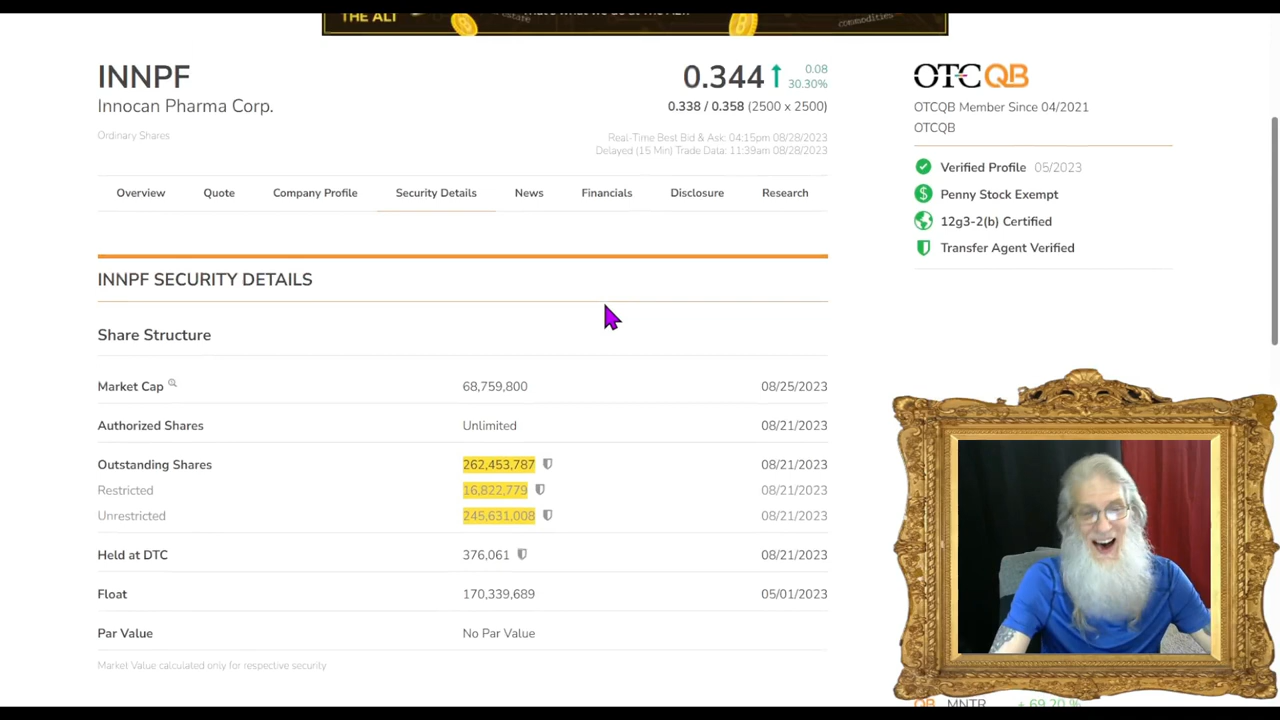 THE ALT
estate
commodities
INNPF
0.344
0.08
30.30%
Innocan Pharma Corp.
0.338 / 0.358 (2500 x 2500)
Ordinary Shares
Real-Time Best Bid & Ask: 04:15pm 08/28/2023
Delayed (15 Min) Trade Data: 11:39am 08/28/2023
OTCQB
OTCQB Member Since 04/2021
OTCQB
Verified Profile 05/2023
Penny Stock Exempt
12g3-2(b) Certified
Transfer Agent Verified
Overview Quote Company Profile Security Details News Financials Disclosure Research
INNPF SECURITY DETAILS
Share Structure
Market Cap 68,759,800 08/25/2023
Authorized Shares Unlimited 08/21/2023
Outstanding Shares 262,453,787 08/21/2023
Restricted 16,822,779 08/21/2023
Unrestricted 245,631,008 08/21/2023
Held at DTC 376,061 08/21/2023
Float 170,339,689 05/01/2023
Par Value No Par Value
Market Value calculated only for respective security
QB MNTR + 69.20 %